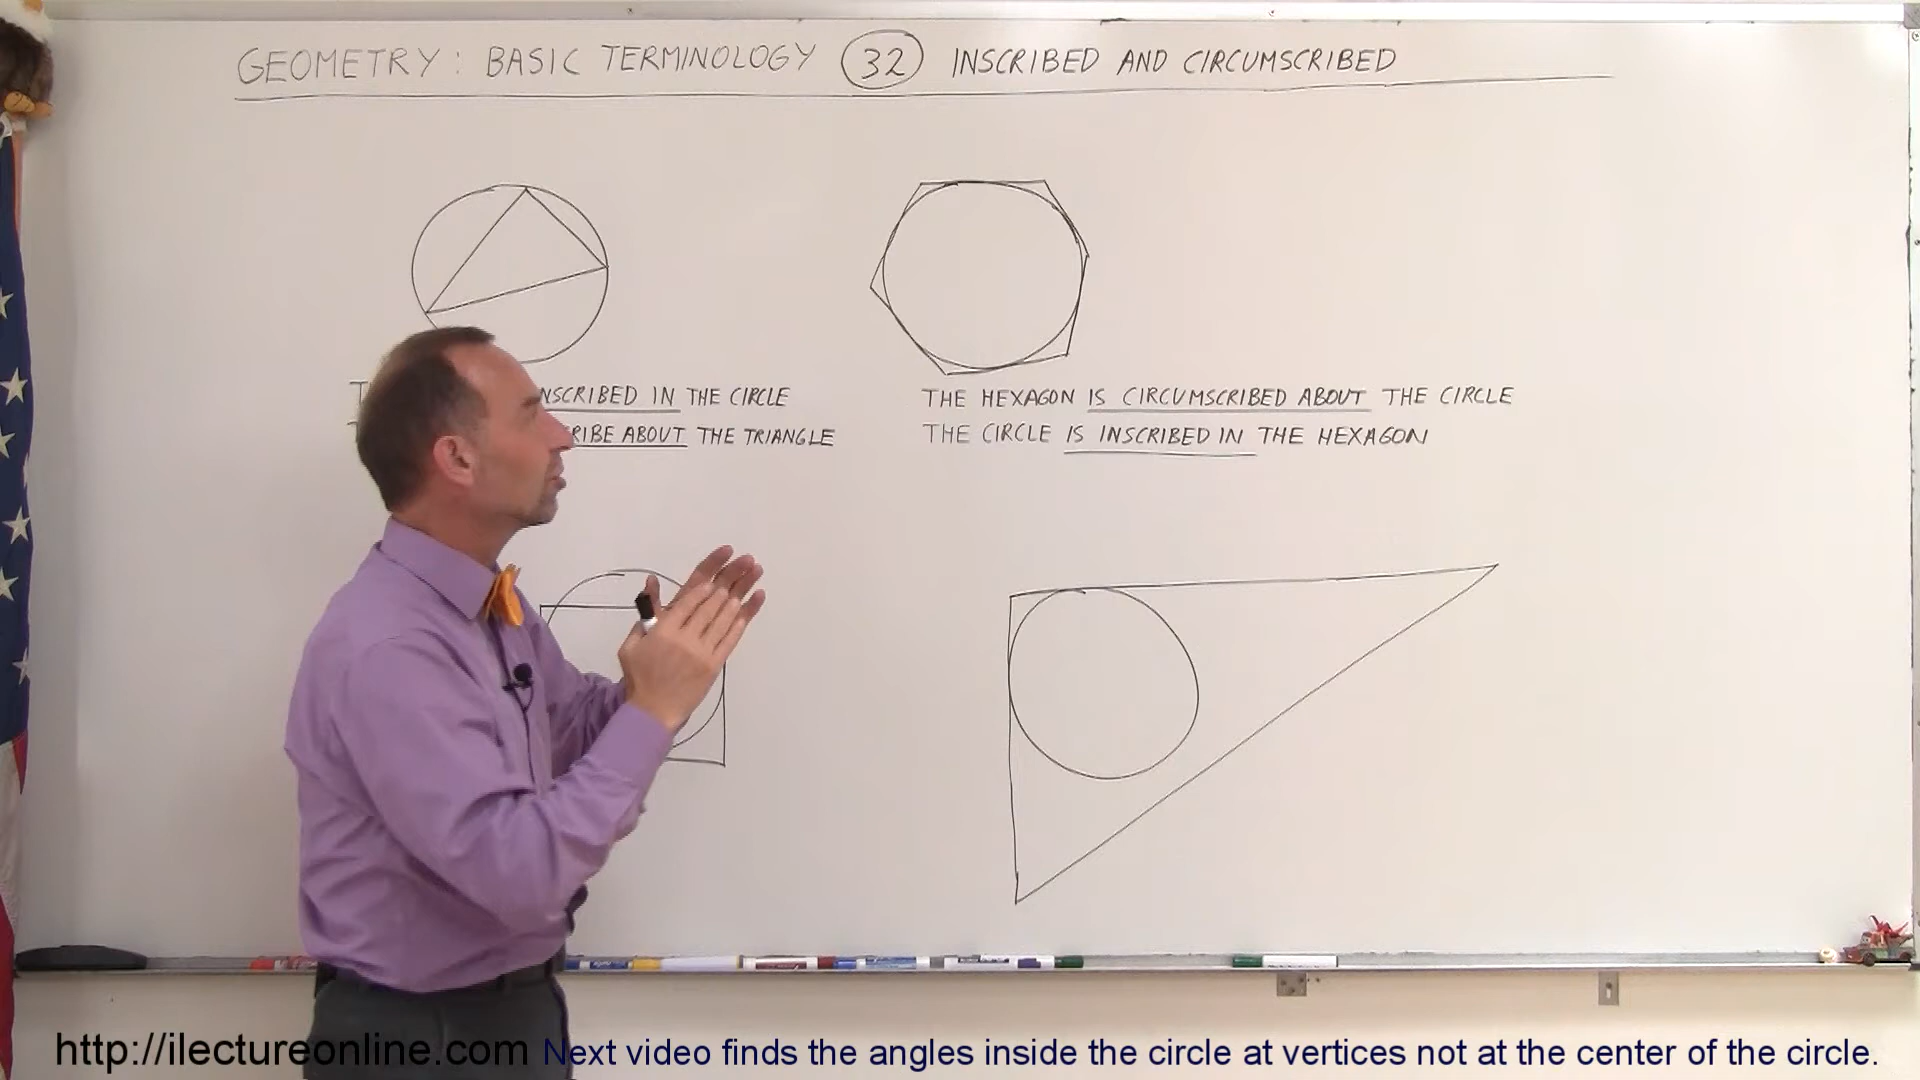 GEOMETRY: BASIC TERMINOLOGY 32 INSCRIBED AND CIRCUMSCRIBED
INSCRIBED IN THE CIRCLE
ABOUT THE TRIANGLE
THE HEXAGON IS CIRCUMSCRIBED ABOUT THE CIRCLE
THE CIRCLE IS INSCRIBED IN THE HEXAGON
http://ilectureonline.com Next video finds the angles inside the circle at vertices not at the center of the circle.